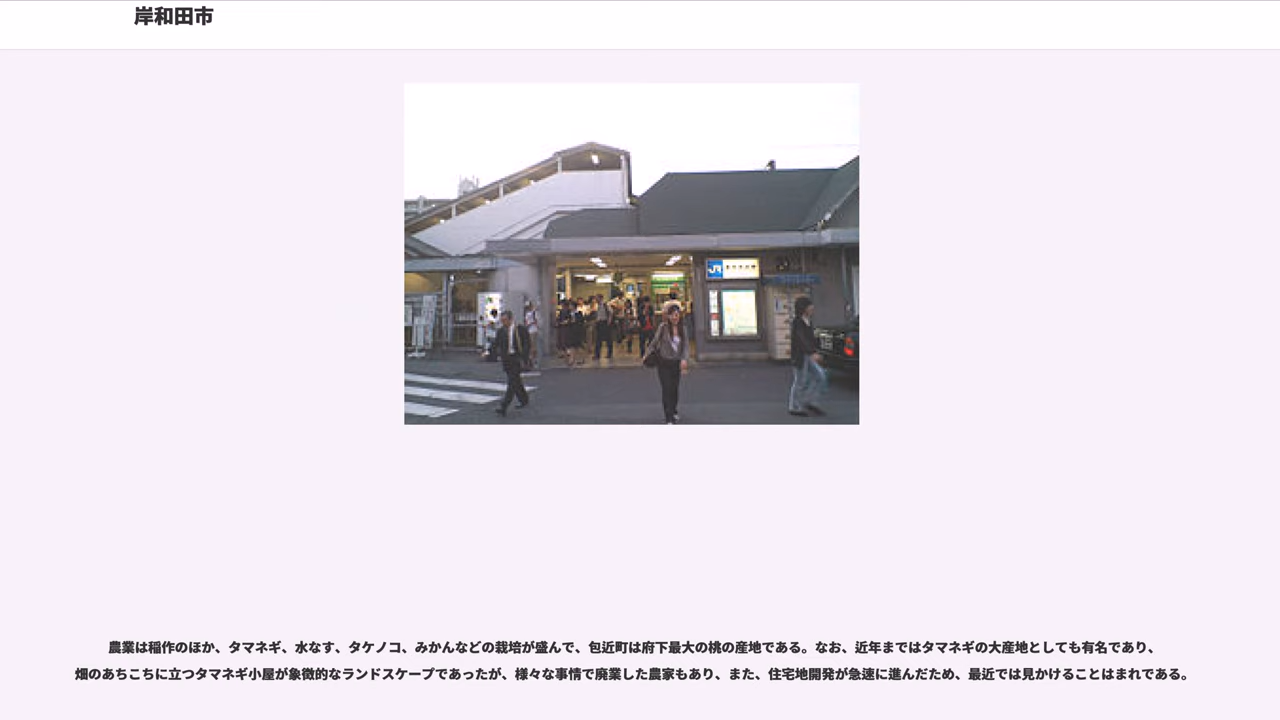 岸和田市
JR
農業は稲作のほか、タマネギ、水なす、タケノコ、みかんなどの栽培が盛んで、包近町は府下最大の桃の産地である。なお、近年まではタマネギの大産地としても有名であり、
畑のあちこちに立つタマネギ小屋が象徴的なランドスケープであったが、様々な事情で廃業した農家もあり、また、住宅地開発が急速に進んだため、最近では見かけることはまれである。